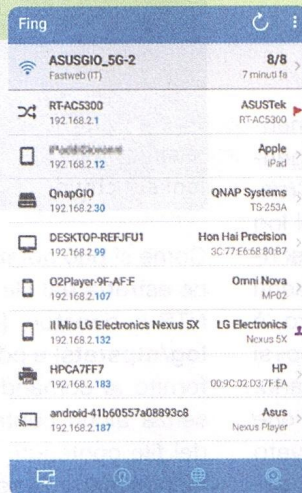 Fing
ASUSGIO_5G-2
8/8
Fastweb (IT)
7 minuti fa
RT-AC5300
ASUSTek
192.168.2.1
RT-AC5300
Apple
192.168.2.12
iPad
QnapGIO
QNAP Systems
192.168.2.30
TS-253A
DESKTOP-REFJFU1
Hon Hai Precision
192.168.2.99
3C:77:E6:68:B0:B7
O2Player-9F-AF:F
Omni Nova
192.168.2.107
MP02
Il Mio LG Electronics Nexus 5X
LG Electronics
192.168.2.132
Nexus 5X
HPCA7FF7
HP
192.168.2.183
00:9C:02:03:7F:EA
android-41b60557a08893c8
Asus
192.168.2.187
Nexus Player